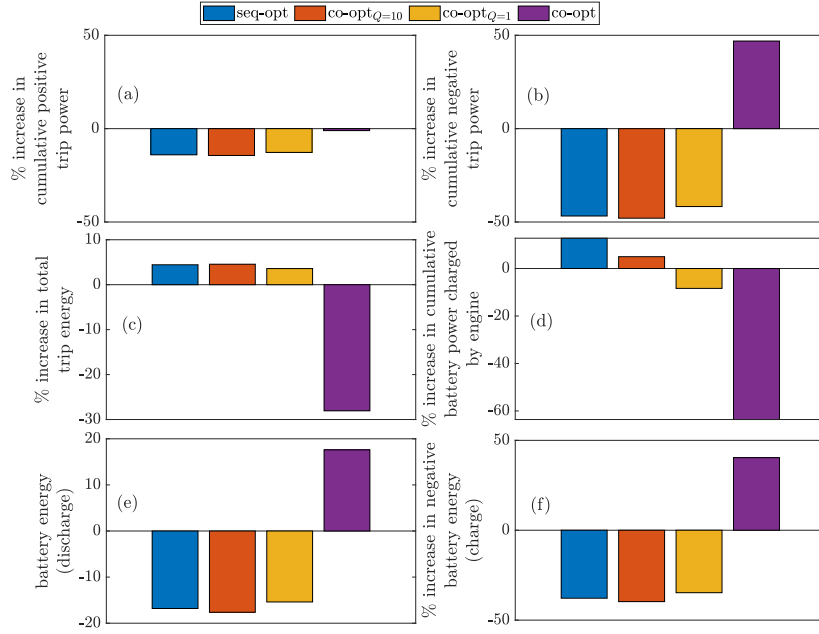 seq-opt co-opt_{Q=10} co-opt_{Q=1} co-opt
% increase in
cumulative positive
trip power
50
0
-50
(a)
% increase in
cumulative negative
trip power
50
0
-50
(b)
% increase in total
trip energy
10
0
-10
-20
-30
(c)
% increase in cumulative
battery power charged
by engine
0
-20
-40
-60
(d)
battery energy
(discharge)
20
10
0
-10
-20
(e)
% increase in negative
battery energy
(charge)
50
0
-50
(f)